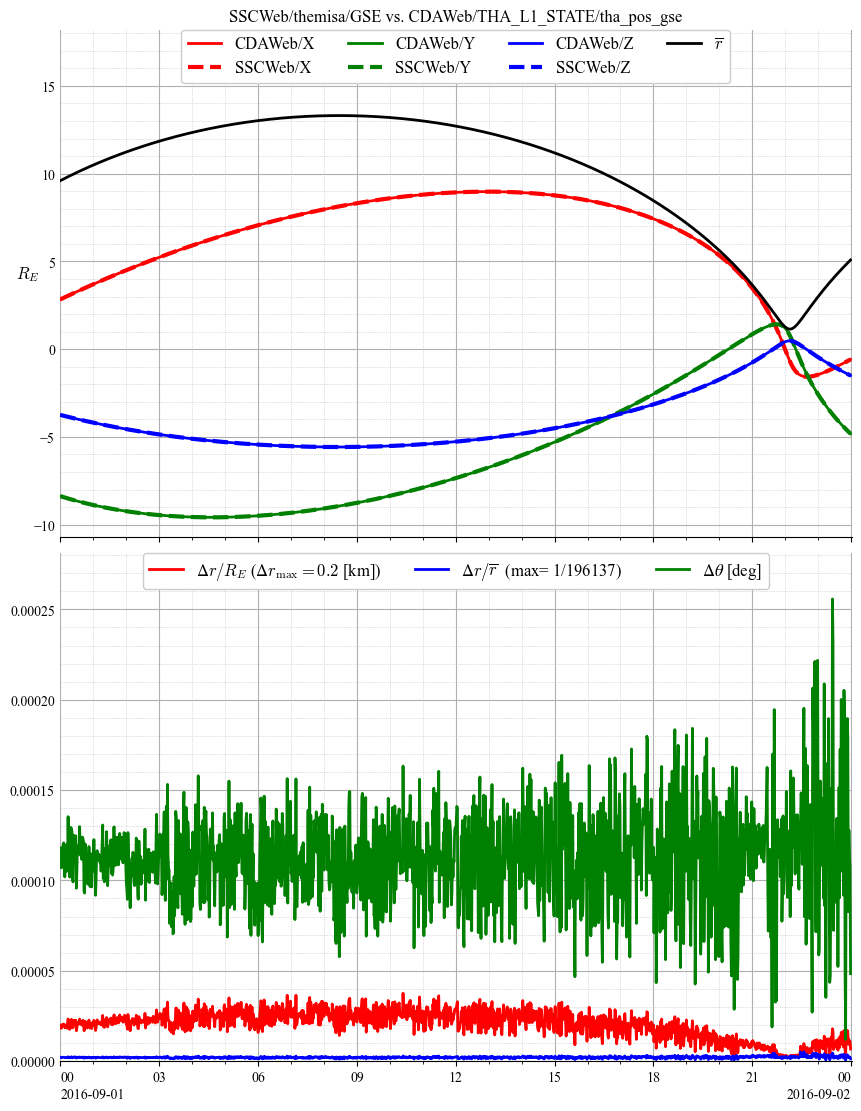 SSCWeb/themisa/GSE vs. CDAWeb/THA_L1_STATE/tha_pos_gse
CDAWeb/X CDAWeb/Y CDAWeb/Z r̅
SSCWeb/X SSCWeb/Y SSCWeb/Z
15
10
5
R_E
0
−5
−10
Δr/R_E (Δr_max = 0.2 [km]) Δr/r̅ (max= 1/196137) Δθ [deg]
0.00025
0.00020
0.00015
0.00010
0.00005
0.00000
00 03 06 09 12 15 18 21 00
2016-09-01 2016-09-02